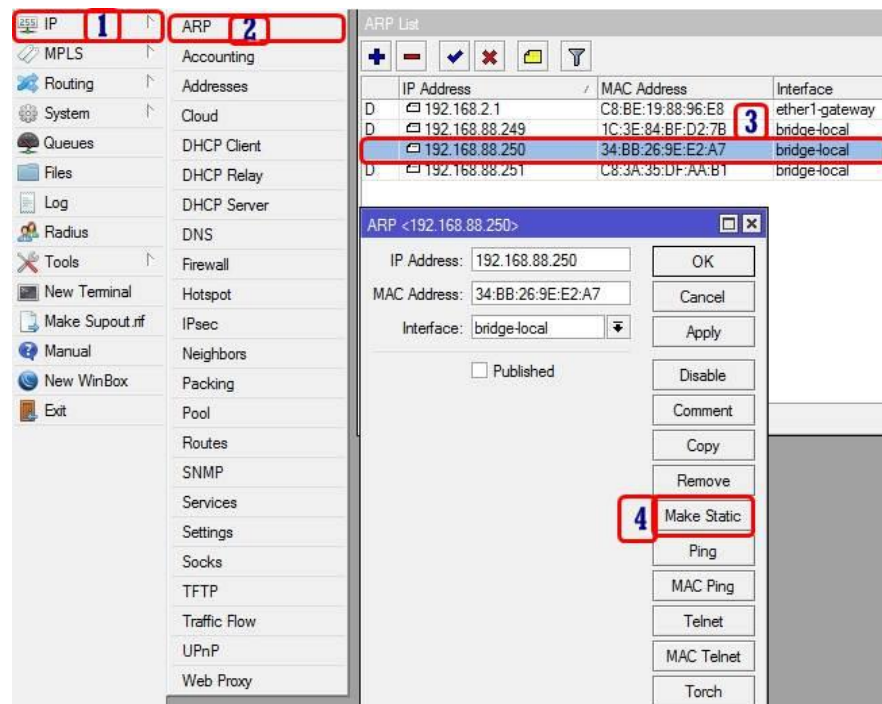 IP 1
MPLS
Routing
System
Queues
Files
Log
Radius
Tools
New Terminal
Make Supout.rif
Manual
New WinBox
Exit
ARP 2
Accounting
Addresses
Cloud
DHCP Client
DHCP Relay
DHCP Server
DNS
Firewall
Hotspot
IPsec
Neighbors
Packing
Pool
Routes
SNMP
Services
Settings
Socks
TFTP
Traffic Flow
UPnP
Web Proxy
ARP List
IP Address / MAC Address Interface
D 192.168.2.1 C8:BE:19:88:96:E8 ether1-gateway
D 192.168.88.249 1C:3E:84:BF:D2:7B 3 bridge-local
192.168.88.250 34:BB:26:9E:E2:A7 bridge-local
D 192.168.88.251 C8:3A:35:DF:AA:B1 bridge-local
ARP <192.168.88.250>
IP Address: 192.168.88.250
MAC Address: 34:BB:26:9E:E2:A7
Interface: bridge-local
Published
OK
Cancel
Apply
Disable
Comment
Copy
Remove
4 Make Static
Ping
MAC Ping
Telnet
MAC Telnet
Torch